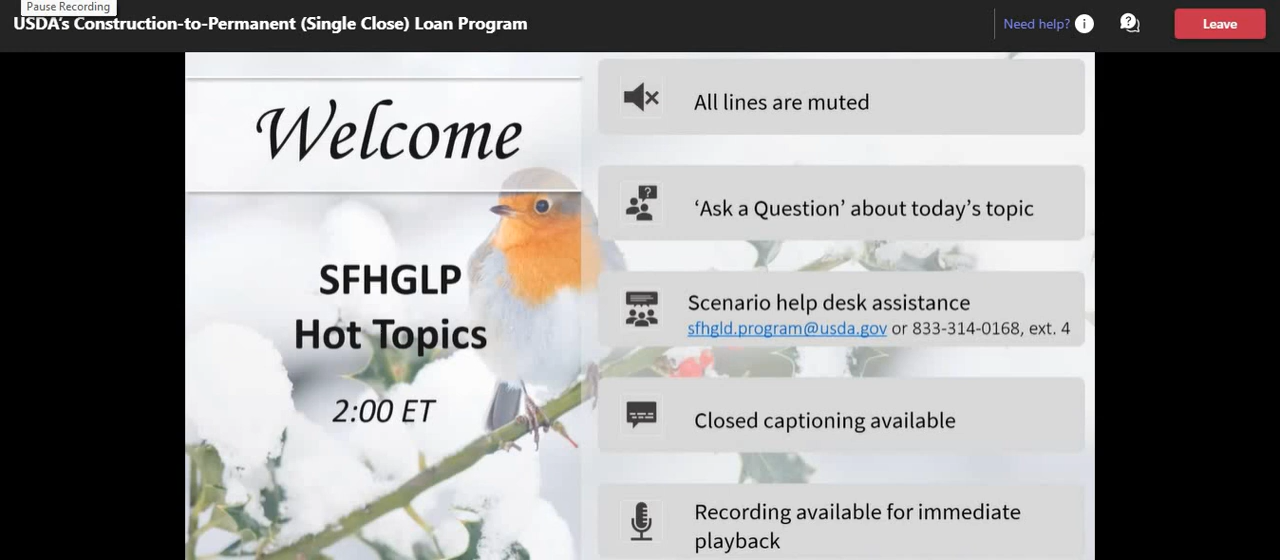 Pause Recording
USDA's Construction-to-Permanent (Single Close) Loan Program
Need help?
Leave
Welcome
SFHGLP
Hot Topics
2:00 ET
All lines are muted
‘Ask a Question’ about today’s topic
Scenario help desk assistance
sfhgld.program@usda.gov or 833-314-0168, ext. 4
Closed captioning available
Recording available for immediate
playback